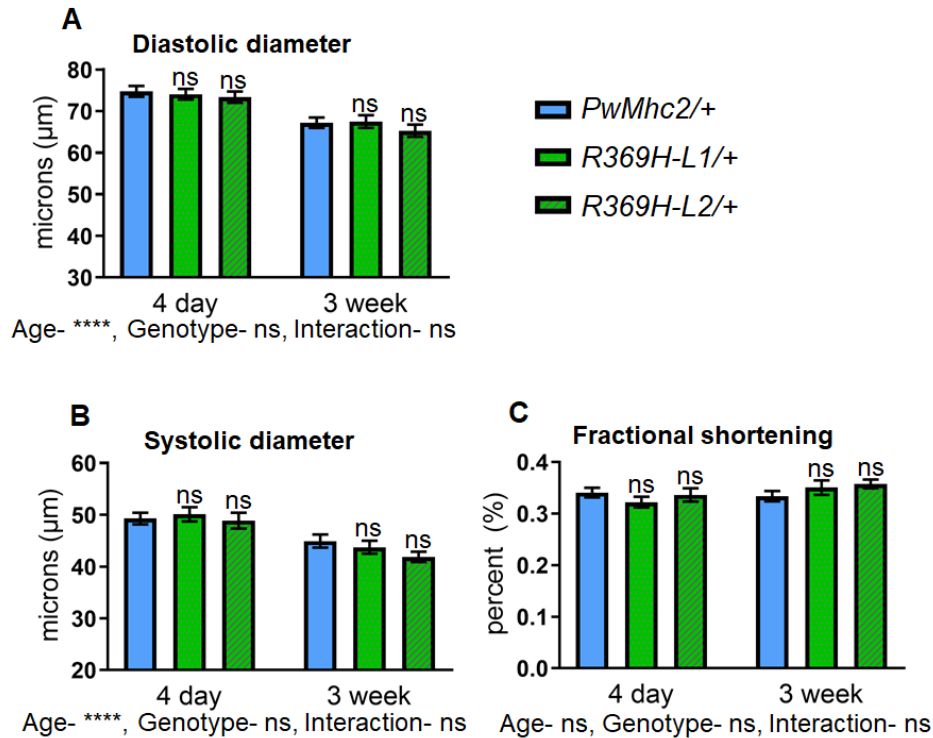 A
Diastolic diameter
80
70
60
50
40
30
microns (µm)
ns
ns
ns
ns
4 day
3 week
Age- ****, Genotype- ns, Interaction- ns
PwMhc2/+
R369H-L1/+
R369H-L2/+
B
Systolic diameter
60
50
40
30
20
microns (µm)
ns
ns
ns
ns
4 day
3 week
Age- ****, Genotype- ns, Interaction- ns
C
Fractional shortening
0.4
0.3
0.2
0.1
0.0
percent (%)
ns
ns
ns
ns
4 day
3 week
Age- ns, Genotype- ns, Interaction- ns